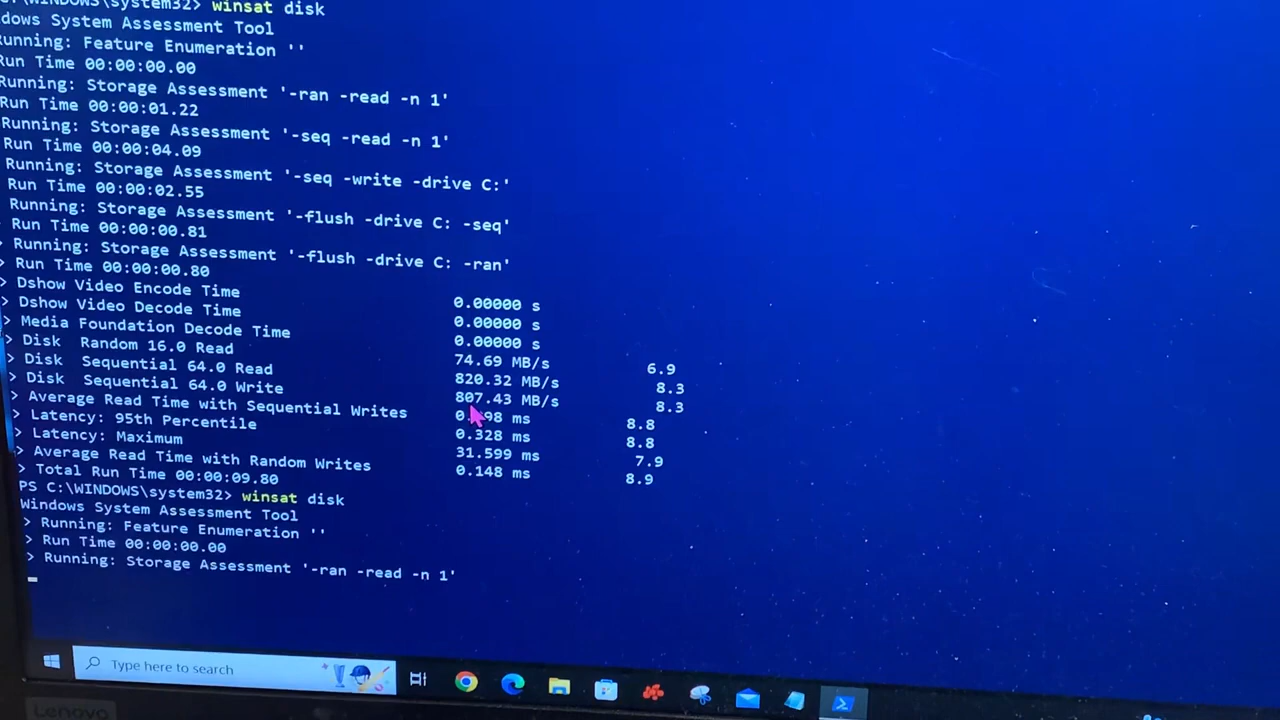 \WINDOWS\system32> winsat disk
dows System Assessment Tool
unning: Feature Enumeration ''
Run Time 00:00:00.00
Running: Storage Assessment '-ran -read -n 1'
Run Time 00:00:01.22
Running: Storage Assessment '-seq -read -n 1'
Run Time 00:00:04.09
Running: Storage Assessment '-seq -write -drive C:'
Run Time 00:00:02.55
Running: Storage Assessment '-flush -drive C: -seq'
Run Time 00:00:00.81
> Running: Storage Assessment '-flush -drive C: -ran'
> Run Time 00:00:00.80
> Dshow Video Encode Time 0.00000 s
> Dshow Video Decode Time 0.00000 s
> Media Foundation Decode Time 0.00000 s
> Disk Random 16.0 Read 74.69 MB/s 6.9
> Disk Sequential 64.0 Read 820.32 MB/s 8.3
> Disk Sequential 64.0 Write 807.43 MB/s 8.3
> Average Read Time with Sequential Writes ms 8.8
> Latency: 95th Percentile 0.328 ms 8.8
> Latency: Maximum 31.599 ms 7.9
> Average Read Time with Random Writes 0.148 ms 8.9
> Total Run Time 00:00:09.80
PS C:\WINDOWS\system32> winsat disk
Windows System Assessment Tool
> Running: Feature Enumeration ''
> Run Time 00:00:00.00
> Running: Storage Assessment '-ran -read -n 1'
Type here to search
Lenovo